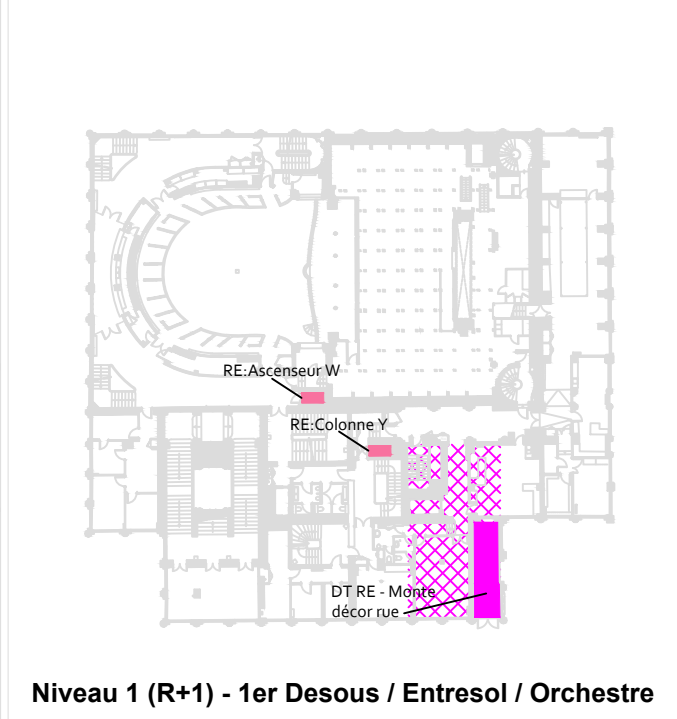 RE:Ascenseur W
RE:Colonne Y
DT RE - Monte
décor rue
Niveau 1 (R+1) - 1er Desous / Entresol / Orchestre